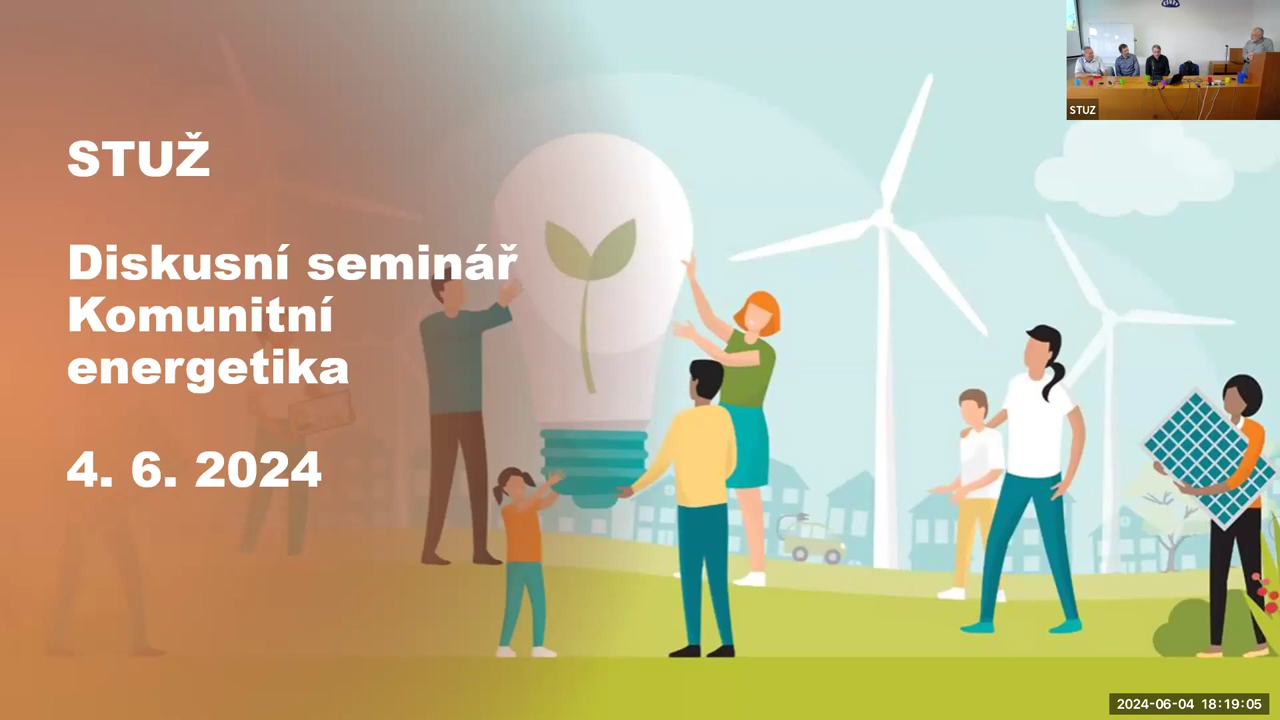 STUŽ
Diskusní seminář
Komunitní
energetika
4. 6. 2024
STUZ
2024-06-04 18:19:05